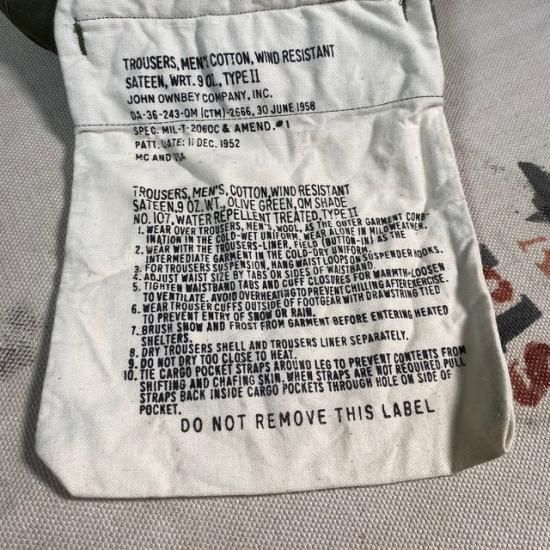 TROUSERS, MEN'S COTTON, WIND RESISTANT
SATEEN, WRT. 9 OZ., TYPE II
JOHN OWNBEY COMPANY, INC.
DA-36-243-QM (CTM)-2666, 30 JUNE 1958
SPEC. MIL-T-2060C & AMEND. #1
PATT. DATE: 11 DEC. 1952
MC AND USA
TROUSERS, MEN'S, COTTON, WIND RESISTANT
SATEEN, 9 OZ. WT., OLIVE GREEN, QM SHADE
NO. 107, WATER REPELLENT TREATED, TYPE II
1. WEAR OVER TROUSERS, MEN'S, WOOL, AS THE OUTER GARMENT COMB-
INATION IN THE COLD-WET UNIFORM. WEAR ALONE IN MILD WEATHER.
2. WEAR WITH THE TROUSERS-LINER, FIELD (BUTTON-IN) AS THE
INTERMEDIATE GARMENT IN THE COLD-DRY UNIFORM.
3. FOR TROUSERS SUSPENSION, HANG WAIST LOOPS ON SUSPENDER HOOKS.
4. ADJUST WAIST SIZE BY TABS ON SIDES OF WAISTBAND.
5. TIGHTEN WAISTBAND TABS AND CUFF CLOSURES FOR WARMTH-LOOSEN
TO VENTILATE. AVOID OVERHEATING TO PREVENT CHILLING AFTER EXERCISE.
6. WEAR TROUSER CUFFS OUTSIDE OF FOOTGEAR WITH DRAWSTRING TIED
TO PREVENT ENTRY OF SNOW OR RAIN.
7. BRUSH SNOW AND FROST FROM GARMENT BEFORE ENTERING HEATED
SHELTERS.
8. DRY TROUSERS SHELL AND TROUSERS LINER SEPARATELY.
9. DO NOT DRY TOO CLOSE TO HEAT.
10. TIE CARGO POCKET STRAPS AROUND LEG TO PREVENT CONTENTS FROM
SHIFTING AND CHAFING SKIN. WHEN STRAPS ARE NOT REQUIRED PULL
STRAPS BACK INSIDE CARGO POCKETS THROUGH HOLE ON SIDE OF
POCKET.
DO NOT REMOVE THIS LABEL